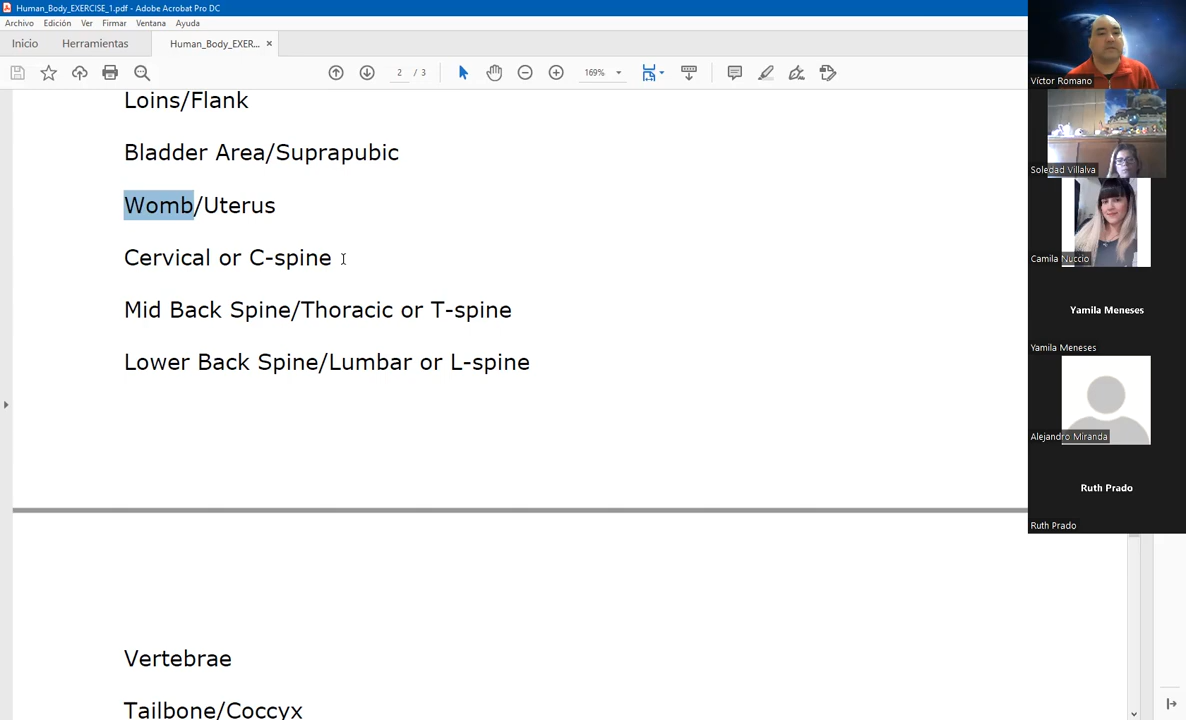 Human_Body_EXERCISE_1.pdf - Adobe Acrobat Pro DC
Archivo Edición Ver Firmar Ventana Ayuda
Inicio Herramientas Human_Body_EXER... ×
2 / 3 169%
Loins/Flank
Bladder Area/Suprapubic
Womb/Uterus
Cervical or C-spine
Mid Back Spine/Thoracic or T-spine
Lower Back Spine/Lumbar or L-spine
Vertebrae
Tailbone/Coccyx
Víctor Romano
Soledad Villalva
Camila Nuccio
Yamila Meneses
Yamila Meneses
Alejandro Miranda
Ruth Prado
Ruth Prado